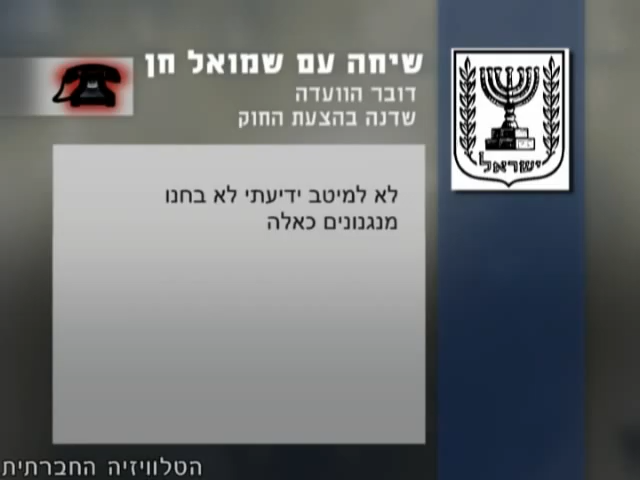 שיחה עם שמואל חן
דובר הוועדה
שדנה בהצעת החוק
ישראל
לא למיטב ידיעתי לא בחנו
מנגנונים כאלה
הטלוויזיה החברתית